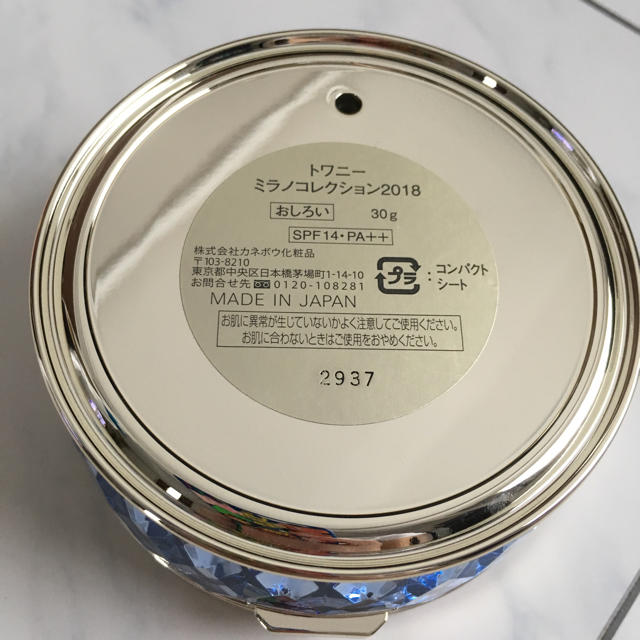 トワニー
ミラノコレクション2018
おしろい 30g
SPF14・PA++
株式会社カネボウ化粧品
〒103-8210
東京都中央区日本橋茅場町1-14-10
お問合せ先 0120-108281
MADE IN JAPAN
プラ : コンパクト
シート
お肌に異常が生じていないかよく注意してご使用ください。
お肌に合わないときはご使用をおやめください。
2937